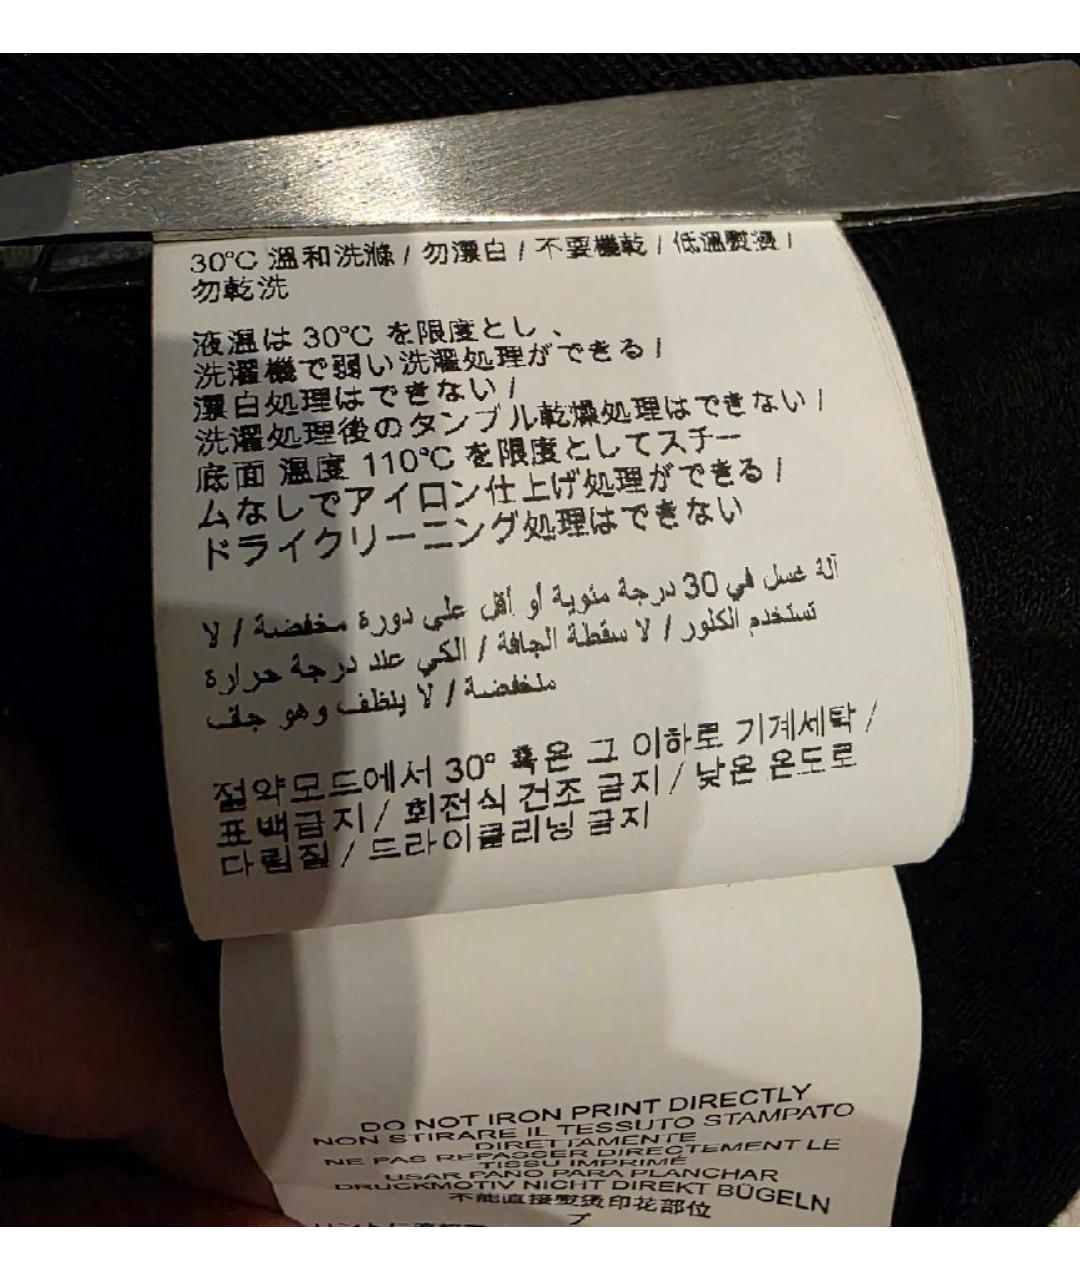 30℃ 溫和洗滌 / 勿漂白 / 不要機乾 / 低溫熨燙 /
勿乾洗
液温は 30℃ を限度とし、
洗濯機で弱い洗濯処理ができる /
漂白処理はできない /
洗濯処理後のタンブル乾燥処理はできない /
底面 温度 110℃ を限度としてスチー
ムなしでアイロン仕上げ処理ができる /
ドライクリーニング処理はできない
آلة غسل في 30 درجة مئوية أو أقل على دورة مخفضة / لا
تستخدم الكلور / لا سقطة الجافة / الكي عند درجة حرارة
منخفضة / لا ينظف وهو جف
절약모드에서 30° 혹은 그 이하로 기계세탁 /
표백금지 / 회전식 건조 금지 / 낮은 온도로
다림질 / 드라이클리닝 금지
DO NOT IRON PRINT DIRECTLY
NON STIRARE IL TESSUTO STAMPATO
DIRETTAMENTE
NE PAS REPASSER DIRECTEMENT LE
TISSU IMPRIMÉ
USAR PANO PARA PLANCHAR
DRUCKMOTIV NICHT DIREKT BÜGELN
不能直接熨烫印花部位
プ